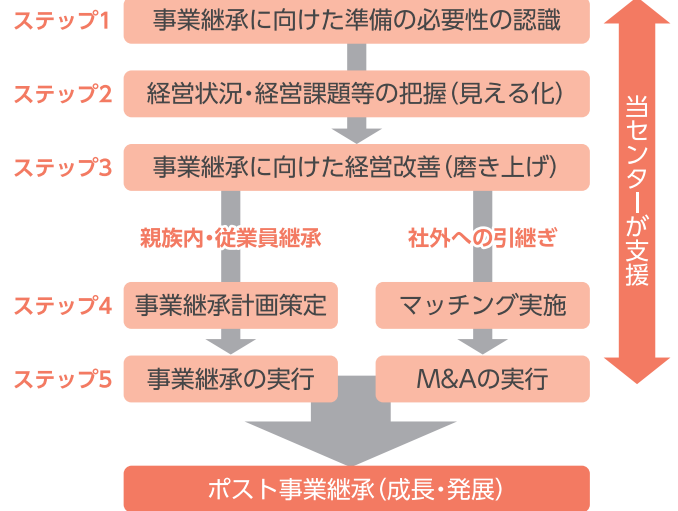 ステップ1
事業継承に向けた準備の必要性の認識
ステップ2
経営状況・経営課題等の把握(見える化)
ステップ3
事業継承に向けた経営改善(磨き上げ)
親族内・従業員継承
社外への引継ぎ
ステップ4
事業継承計画策定
マッチング実施
ステップ5
事業継承の実行
M&Aの実行
ポスト事業継承(成長・発展)
当センターが支援